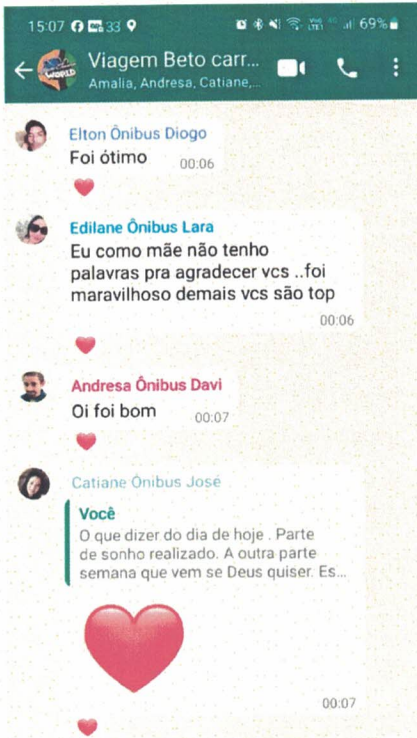 15:07 33 69%
WORLD
Viagem Beto carr...
Amalia, Andresa, Catiane,...
Elton Ônibus Diogo
Foi ótimo 00:06
Edilane Ônibus Lara
Eu como mãe não tenho
palavras pra agradecer vcs ..foi
maravilhoso demais vcs são top
00:06
Andresa Ônibus Davi
Oi foi bom 00:07
Catiane Ônibus José
Você
O que dizer do dia de hoje . Parte
de sonho realizado. A outra parte
semana que vem se Deus quiser. Es...
00:07